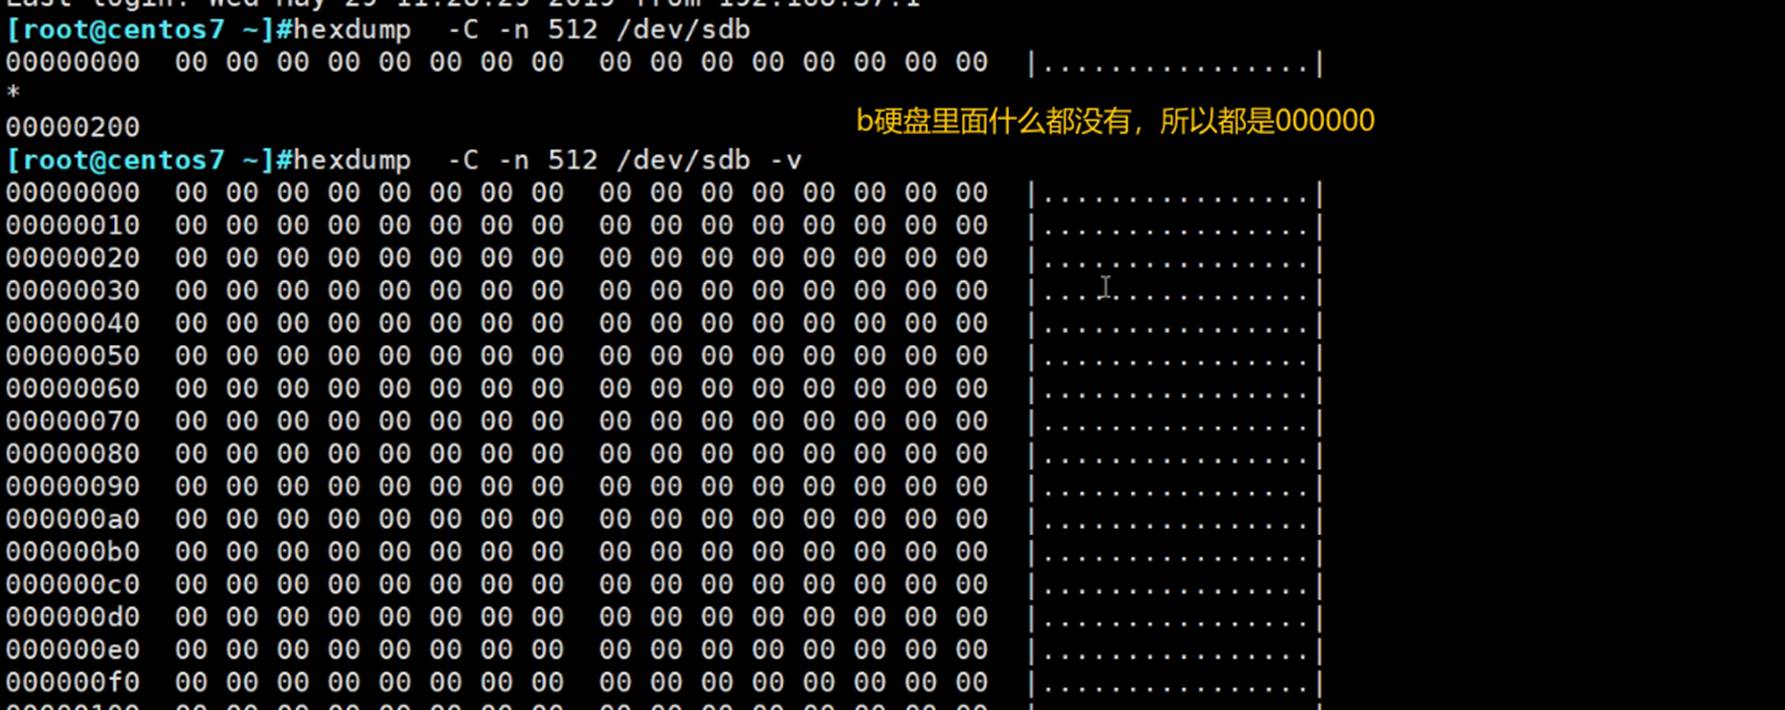 Last login: Wed May 29 11:28:29 2019 from 192.168.37.1
[root@centos7 ~]#hexdump  -C -n 512 /dev/sdb
00000000  00 00 00 00 00 00 00 00  00 00 00 00 00 00 00 00  |................|
*
b硬盘里面什么都没有，所以都是000000
00000200
[root@centos7 ~]#hexdump  -C -n 512 /dev/sdb -v
00000000  00 00 00 00 00 00 00 00  00 00 00 00 00 00 00 00  |................|
00000010  00 00 00 00 00 00 00 00  00 00 00 00 00 00 00 00  |................|
00000020  00 00 00 00 00 00 00 00  00 00 00 00 00 00 00 00  |................|
00000030  00 00 00 00 00 00 00 00  00 00 00 00 00 00 00 00  |................|
00000040  00 00 00 00 00 00 00 00  00 00 00 00 00 00 00 00  |................|
00000050  00 00 00 00 00 00 00 00  00 00 00 00 00 00 00 00  |................|
00000060  00 00 00 00 00 00 00 00  00 00 00 00 00 00 00 00  |................|
00000070  00 00 00 00 00 00 00 00  00 00 00 00 00 00 00 00  |................|
00000080  00 00 00 00 00 00 00 00  00 00 00 00 00 00 00 00  |................|
00000090  00 00 00 00 00 00 00 00  00 00 00 00 00 00 00 00  |................|
000000a0  00 00 00 00 00 00 00 00  00 00 00 00 00 00 00 00  |................|
000000b0  00 00 00 00 00 00 00 00  00 00 00 00 00 00 00 00  |................|
000000c0  00 00 00 00 00 00 00 00  00 00 00 00 00 00 00 00  |................|
000000d0  00 00 00 00 00 00 00 00  00 00 00 00 00 00 00 00  |................|
000000e0  00 00 00 00 00 00 00 00  00 00 00 00 00 00 00 00  |................|
000000f0  00 00 00 00 00 00 00 00  00 00 00 00 00 00 00 00  |................|